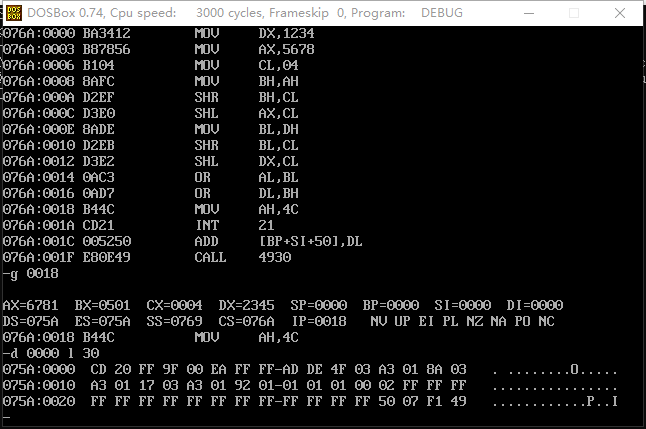 DOSBox 0.74, Cpu speed: 3000 cycles, Frameskip 0, Program: DEBUG
076A:0000 BA3412 MOV DX,1234
076A:0003 B87856 MOV AX,5678
076A:0006 B104 MOV CL,04
076A:0008 8AFC MOV BH,AH
076A:000A D2EF SHR BH,CL
076A:000C D3E0 SHL AX,CL
076A:000E 8ADE MOV BL,DH
076A:0010 D2EB SHR BL,CL
076A:0012 D3E2 SHL DX,CL
076A:0014 0AC3 OR AL,BL
076A:0016 0AD7 OR DL,BH
076A:0018 B44C MOV AH,4C
076A:001A CD21 INT 21
076A:001C 005250 ADD [BP+SI+50],DL
076A:001F E80E49 CALL 4930
-g 0018
AX=6781 BX=0501 CX=0004 DX=2345 SP=0000 BP=0000 SI=0000 DI=0000
DS=075A ES=075A SS=0769 CS=076A IP=0018 NV UP EI PL NZ NA PO NC
076A:0018 B44C MOV AH,4C
-d 0000 l 30
075A:0000 CD 20 FF 9F 00 EA FF FF-AD DE 4F 03 A3 01 8A 03 . .........O.....
075A:0010 A3 01 17 03 A3 01 92 01-01 01 01 00 02 FF FF FF ................
075A:0020 FF FF FF FF FF FF FF FF-FF FF FF FF 50 07 F1 49 ............P..I
-